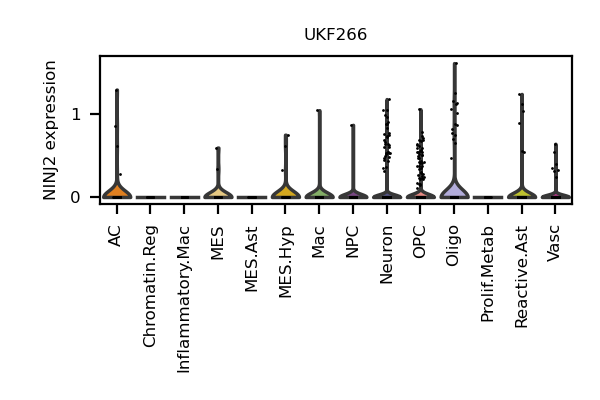 UKF266
NINJ2 expression
1
0
AC
Chromatin.Reg
Inflammatory.Mac
MES
MES.Ast
MES.Hyp
Mac
NPC
Neuron
OPC
Oligo
Prolif.Metab
Reactive.Ast
Vasc